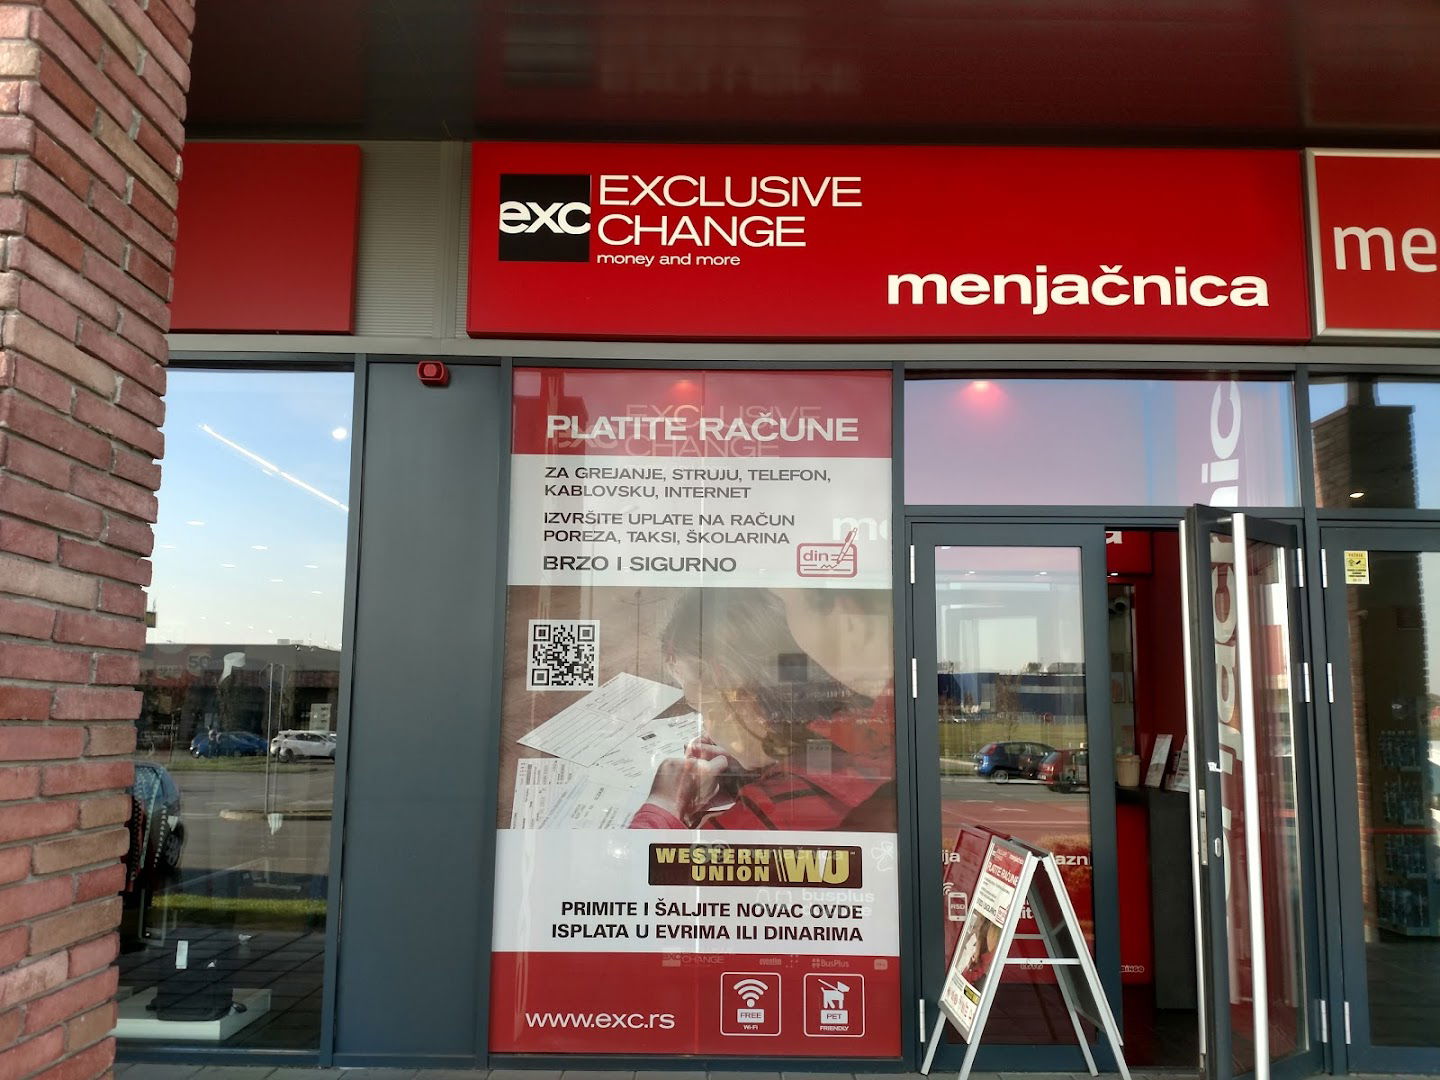 exc
EXCLUSIVE
CHANGE
money and more
menjačnica
me
PLATITE RAČUNE
ZA GREJANJE, STRUJU, TELEFON,
KABLOVSKU, INTERNET
IZVRŠITE UPLATE NA RAČUN
POREZA, TAKSI, ŠKOLARINA
BRZO I SIGURNO
din
WESTERN
UNION
WU
PRIMITE I ŠALJITE NOVAC OVDE
ISPLATA U EVRIMA ILI DINARIMA
www.exc.rs
FREE
Wi-Fi
PET
FRIENDLY
PLATITE RAČUNE